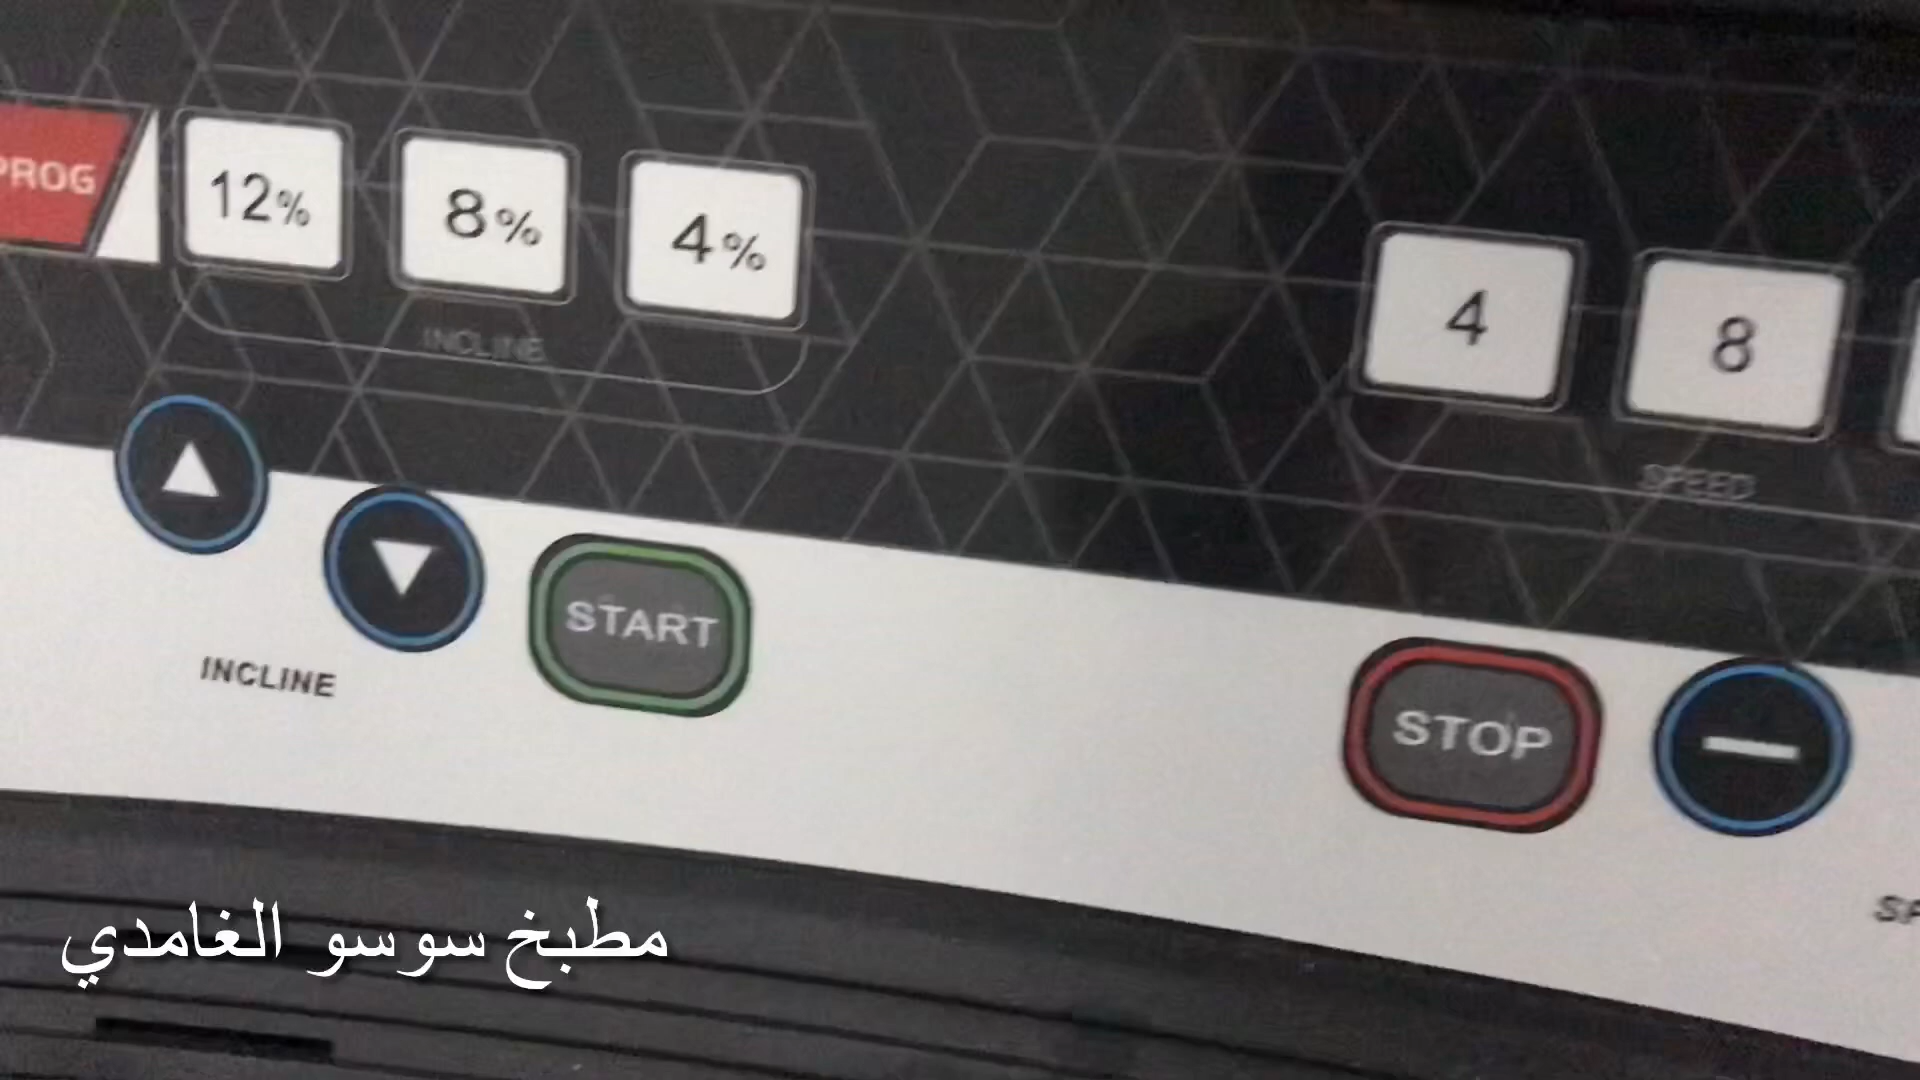 PROG
12% 8% 4%
INCLINE
4 8
SPEED
INCLINE
START
STOP
مطبخ سوسو الغامدي